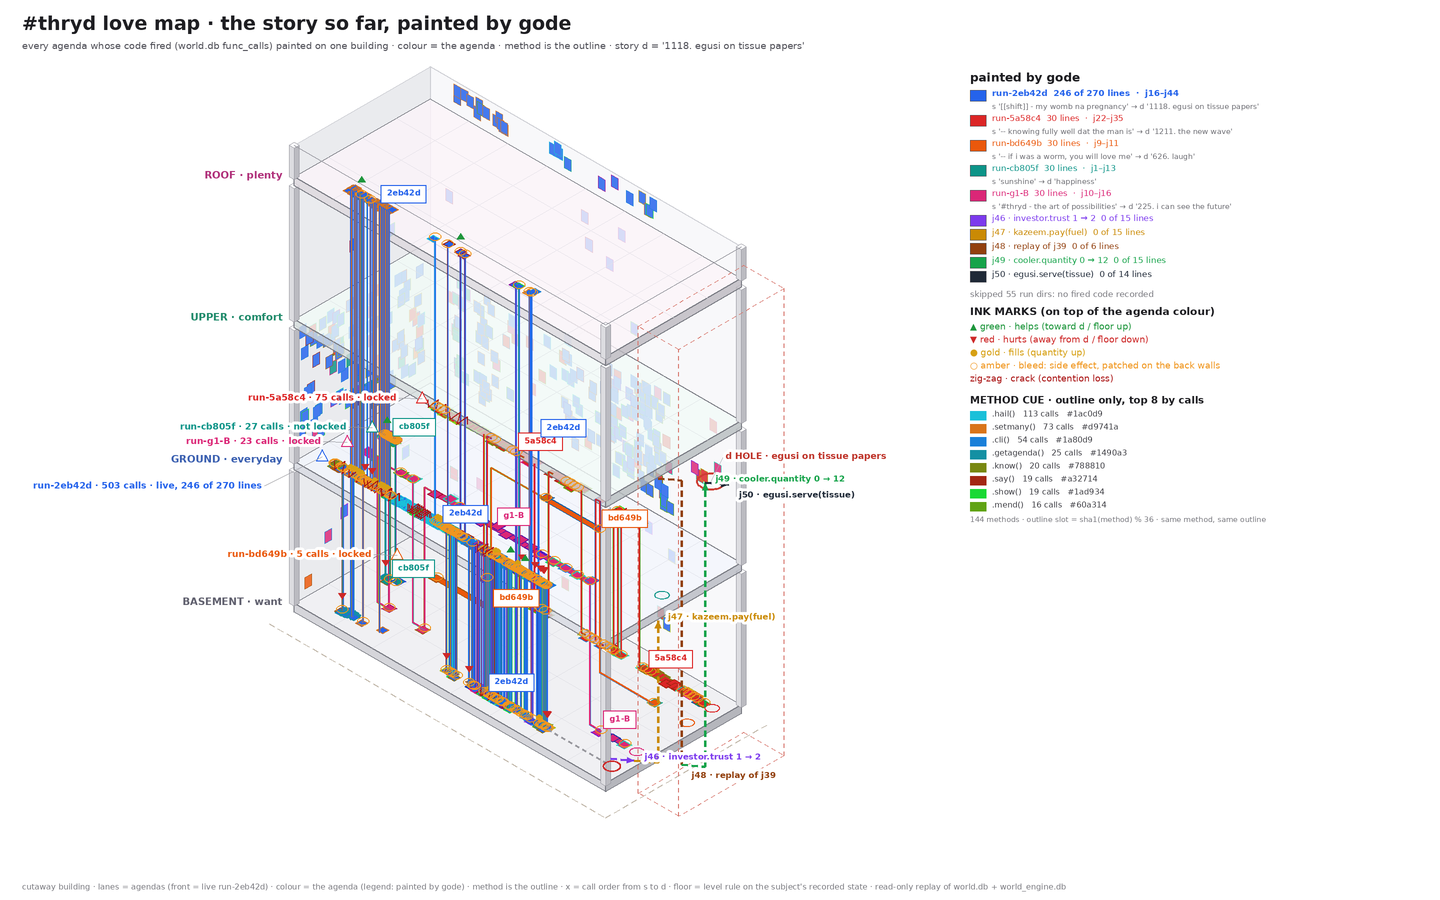 #thryd love map · the story so far, painted by gode
every agenda whose code fired (world.db func_calls) painted on one building · colour = the agenda · method is the outline · story d = '1118. egusi on tissue papers'
ROOF · plenty
2eb42d
UPPER · comfort
run-5a58c4 · 75 calls · locked
run-cb805f · 27 calls · not locked
cb805f
2eb42d
5a58c4
run-g1-B · 23 calls · locked
GROUND · everyday
d HOLE · egusi on tissue papers
j49 · cooler.quantity 0 → 12
run-2eb42d · 503 calls · live, 246 of 270 lines
j50 · egusi.serve(tissue)
2eb42d
g1-B
bd649b
run-bd649b · 5 calls · locked
cb805f
BASEMENT · want
bd649b
j47 · kazeem.pay(fuel)
5a58c4
2eb42d
g1-B
j46 · investor.trust 1 → 2
j48 · replay of j39
painted by gode
run-2eb42d  246 of 270 lines  ·  j16–j44
s '[[shift]] - my womb na pregnancy' → d '1118. egusi on tissue papers'
run-5a58c4  30 lines  ·  j22–j35
s '-- knowing fully well dat the man is' → d '1211. the new wave'
run-bd649b  30 lines  ·  j9–j11
s '-- if i was a worm, you will love me' → d '626. laugh'
run-cb805f  30 lines  ·  j1–j13
s 'sunshine' → d 'happiness'
run-g1-B  30 lines  ·  j10–j16
s '#thryd - the art of possibilities' → d '225. i can see the future'
j46 · investor.trust 1 → 2  0 of 15 lines
j47 · kazeem.pay(fuel)  0 of 15 lines
j48 · replay of j39  0 of 6 lines
j49 · cooler.quantity 0 → 12  0 of 15 lines
j50 · egusi.serve(tissue)  0 of 14 lines
skipped 55 run dirs: no fired code recorded
INK MARKS (on top of the agenda colour)
▲ green · helps (toward d / floor up)
▼ red · hurts (away from d / floor down)
● gold · fills (quantity up)
○ amber · bleed: side effect, patched on the back walls
zig-zag · crack (contention loss)
METHOD CUE · outline only, top 8 by calls
.hail()   113 calls   #1ac0d9
.setmany()   73 calls   #d9741a
.cli()   54 calls   #1a80d9
.getagenda()   25 calls   #1490a3
.know()   20 calls   #788810
.say()   19 calls   #a32714
.show()   19 calls   #1ad934
.mend()   16 calls   #60a314
144 methods · outline slot = sha1(method) % 36 · same method, same outline
cutaway building · lanes = agendas (front = live run-2eb42d) · colour = the agenda (legend: painted by gode) · method is the outline · x = call order from s to d · floor = level rule on the subject's recorded state · read-only replay of world.db + world_engine.db